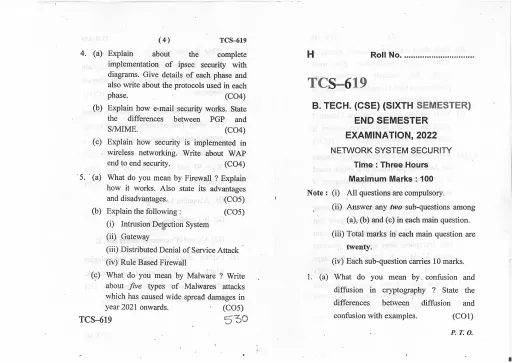 ( 4 ) TCS-619
4. (a) Explain about the complete
implementation of ipsec security with
diagrams. Give details of each phase and
also write about the protocols used in each
phase. (CO4)
(b) Explain how e-mail security works. State
the differences between PGP and
S/MIME. (CO4)
(c) Explain how security is implemented in
wireless networking. Write about WAP
end to end security. (CO4)
5. (a) What do you mean by Firewall ? Explain
how it works. Also state its advantages
and disadvantages. (CO5)
(b) Explain the following : (CO5)
(i) Intrusion Detection System
(ii) Gateway
(iii) Distributed Denial of Service Attack
(iv) Rule Based Firewall
(c) What do you mean by Malware ? Write
about five types of Malwares attacks
which has caused wide spread damages in
year 2021 onwards. (CO5)
TCS-619 530
H Roll No. ............................
TCS-619
B. TECH. (CSE) (SIXTH SEMESTER)
END SEMESTER
EXAMINATION, 2022
NETWORK SYSTEM SECURITY
Time : Three Hours
Maximum Marks : 100
Note : (i) All questions are compulsory.
(ii) Answer any two sub-questions among
(a), (b) and (c) in each main question.
(iii) Total marks in each main question are
twenty.
(iv) Each sub-question carries 10 marks.
1. (a) What do you mean by confusion and
diffusion in cryptography ? State the
differences between diffusion and
confusion with examples. (CO1)
P. T. O.